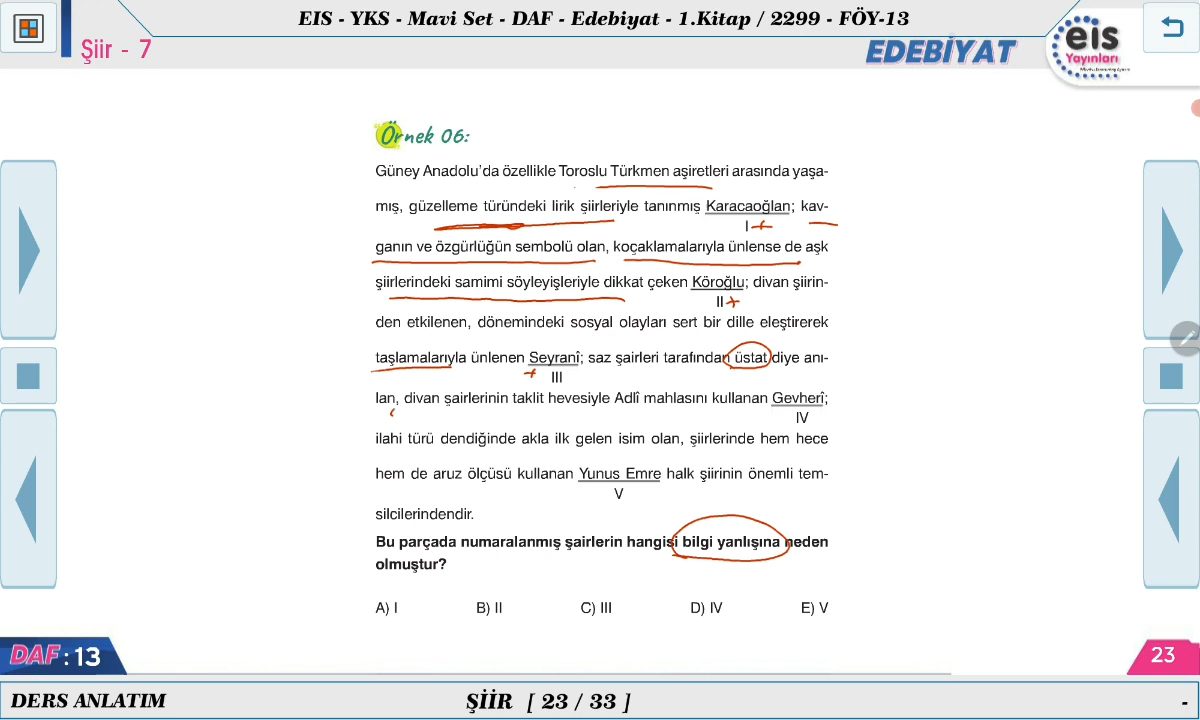 EIS - YKS - Mavi Set - DAF - Edebiyat - 1.Kitap / 2299 - FÖY-13
Şiir - 7
EDEBİYAT
eis
Yayınları
Örnek 06:
Güney Anadolu'da özellikle Toroslu Türkmen aşiretleri arasında yaşa-
mış, güzelleme türündeki lirik şiirleriyle tanınmış Karacaoğlan; kav-
I
ganın ve özgürlüğün sembolü olan, koçaklamalarıyla ünlense de aşk
şiirlerindeki samimi söyleyişleriyle dikkat çeken Köroğlu; divan şiirin-
II
den etkilenen, dönemindeki sosyal olayları sert bir dille eleştirerek
taşlamalarıyla ünlenen Seyranî; saz şairleri tarafından üstat diye anı-
III
lan, divan şairlerinin taklit hevesiyle Adlî mahlasını kullanan Gevherî;
IV
ilahi türü dendiğinde akla ilk gelen isim olan, şiirlerinde hem hece
hem de aruz ölçüsü kullanan Yunus Emre halk şiirinin önemli tem-
V
silcilerindendir.
Bu parçada numaralanmış şairlerin hangisi bilgi yanlışına neden
olmuştur?
A) I B) II C) III D) IV E) V
DAF : 13
23
DERS ANLATIM
ŞİİR [ 23 / 33 ]
-